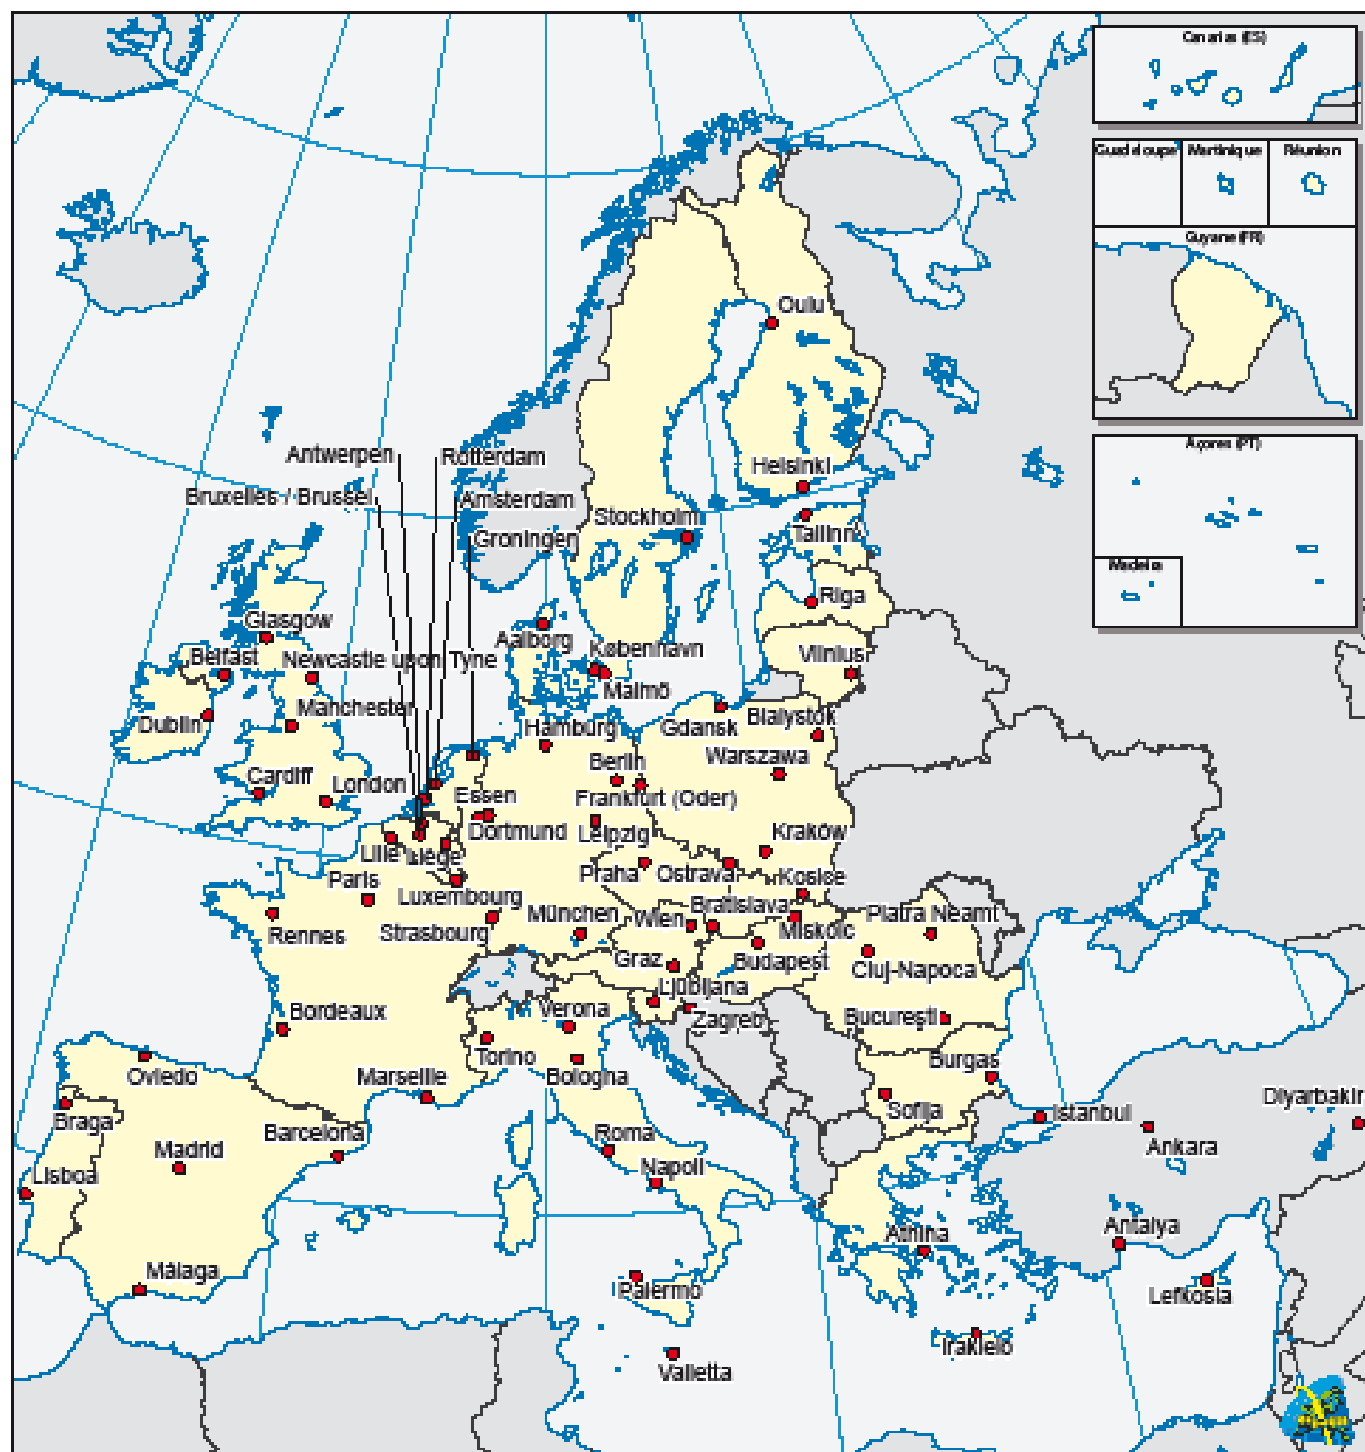 Canarias (ES)
Guadeloupe
Martinique
Réunion
Guyane (FR)
Açores (PT)
Madeira
Oulu
Antwerpen
Rotterdam
Helsinki
Bruxelles / Brussel
Amsterdam
Stockholm
Tallinn
Groningen
Riga
Glasgow
Aalborg
København
Belfast
Newcastle upon Tyne
Vilnius
Malmö
Manchester
Dublin
Hamburg
Gdansk
Bialystok
Berlin
Warszawa
Cardiff
London
Essen
Frankfurt (Oder)
Dortmund
Leipzig
Kraków
Lille
Liège
Praha
Ostrava
Kosice
Paris
Luxembourg
München
Wien
Bratislava
Piatra Neamt
Rennes
Strasbourg
Miskolc
Graz
Budapest
Cluj-Napoca
Ljubljana
Bordeaux
Verona
Zagreb
Bucureşti
Torino
Burgas
Oviedo
Marseille
Bologna
Diyarbakir
Braga
Sofija
Istanbul
Barcelona
Roma
Ankara
Madrid
Napoli
Lisboa
Athina
Antalya
Málaga
Palermo
Lefkosia
Irakleio
Valletta